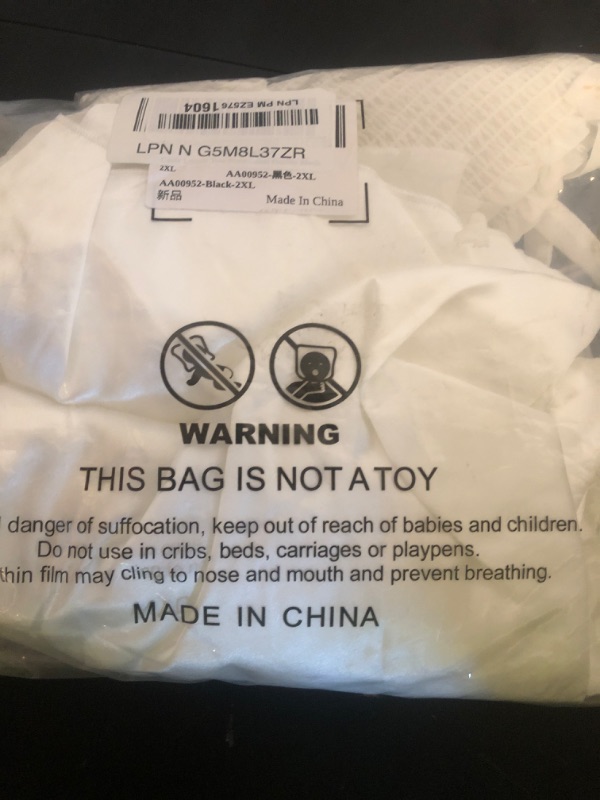 LPN PM EZ5761604
LPN N G5M8L37ZR
2XL
AA00952-黑色-2XL
AA00952-Black-2XL
新品
Made In China
WARNING
THIS BAG IS NOT A TOY
danger of suffocation, keep out of reach of babies and children.
Do not use in cribs, beds, carriages or playpens.
thin film may cling to nose and mouth and prevent breathing.
MADE IN CHINA